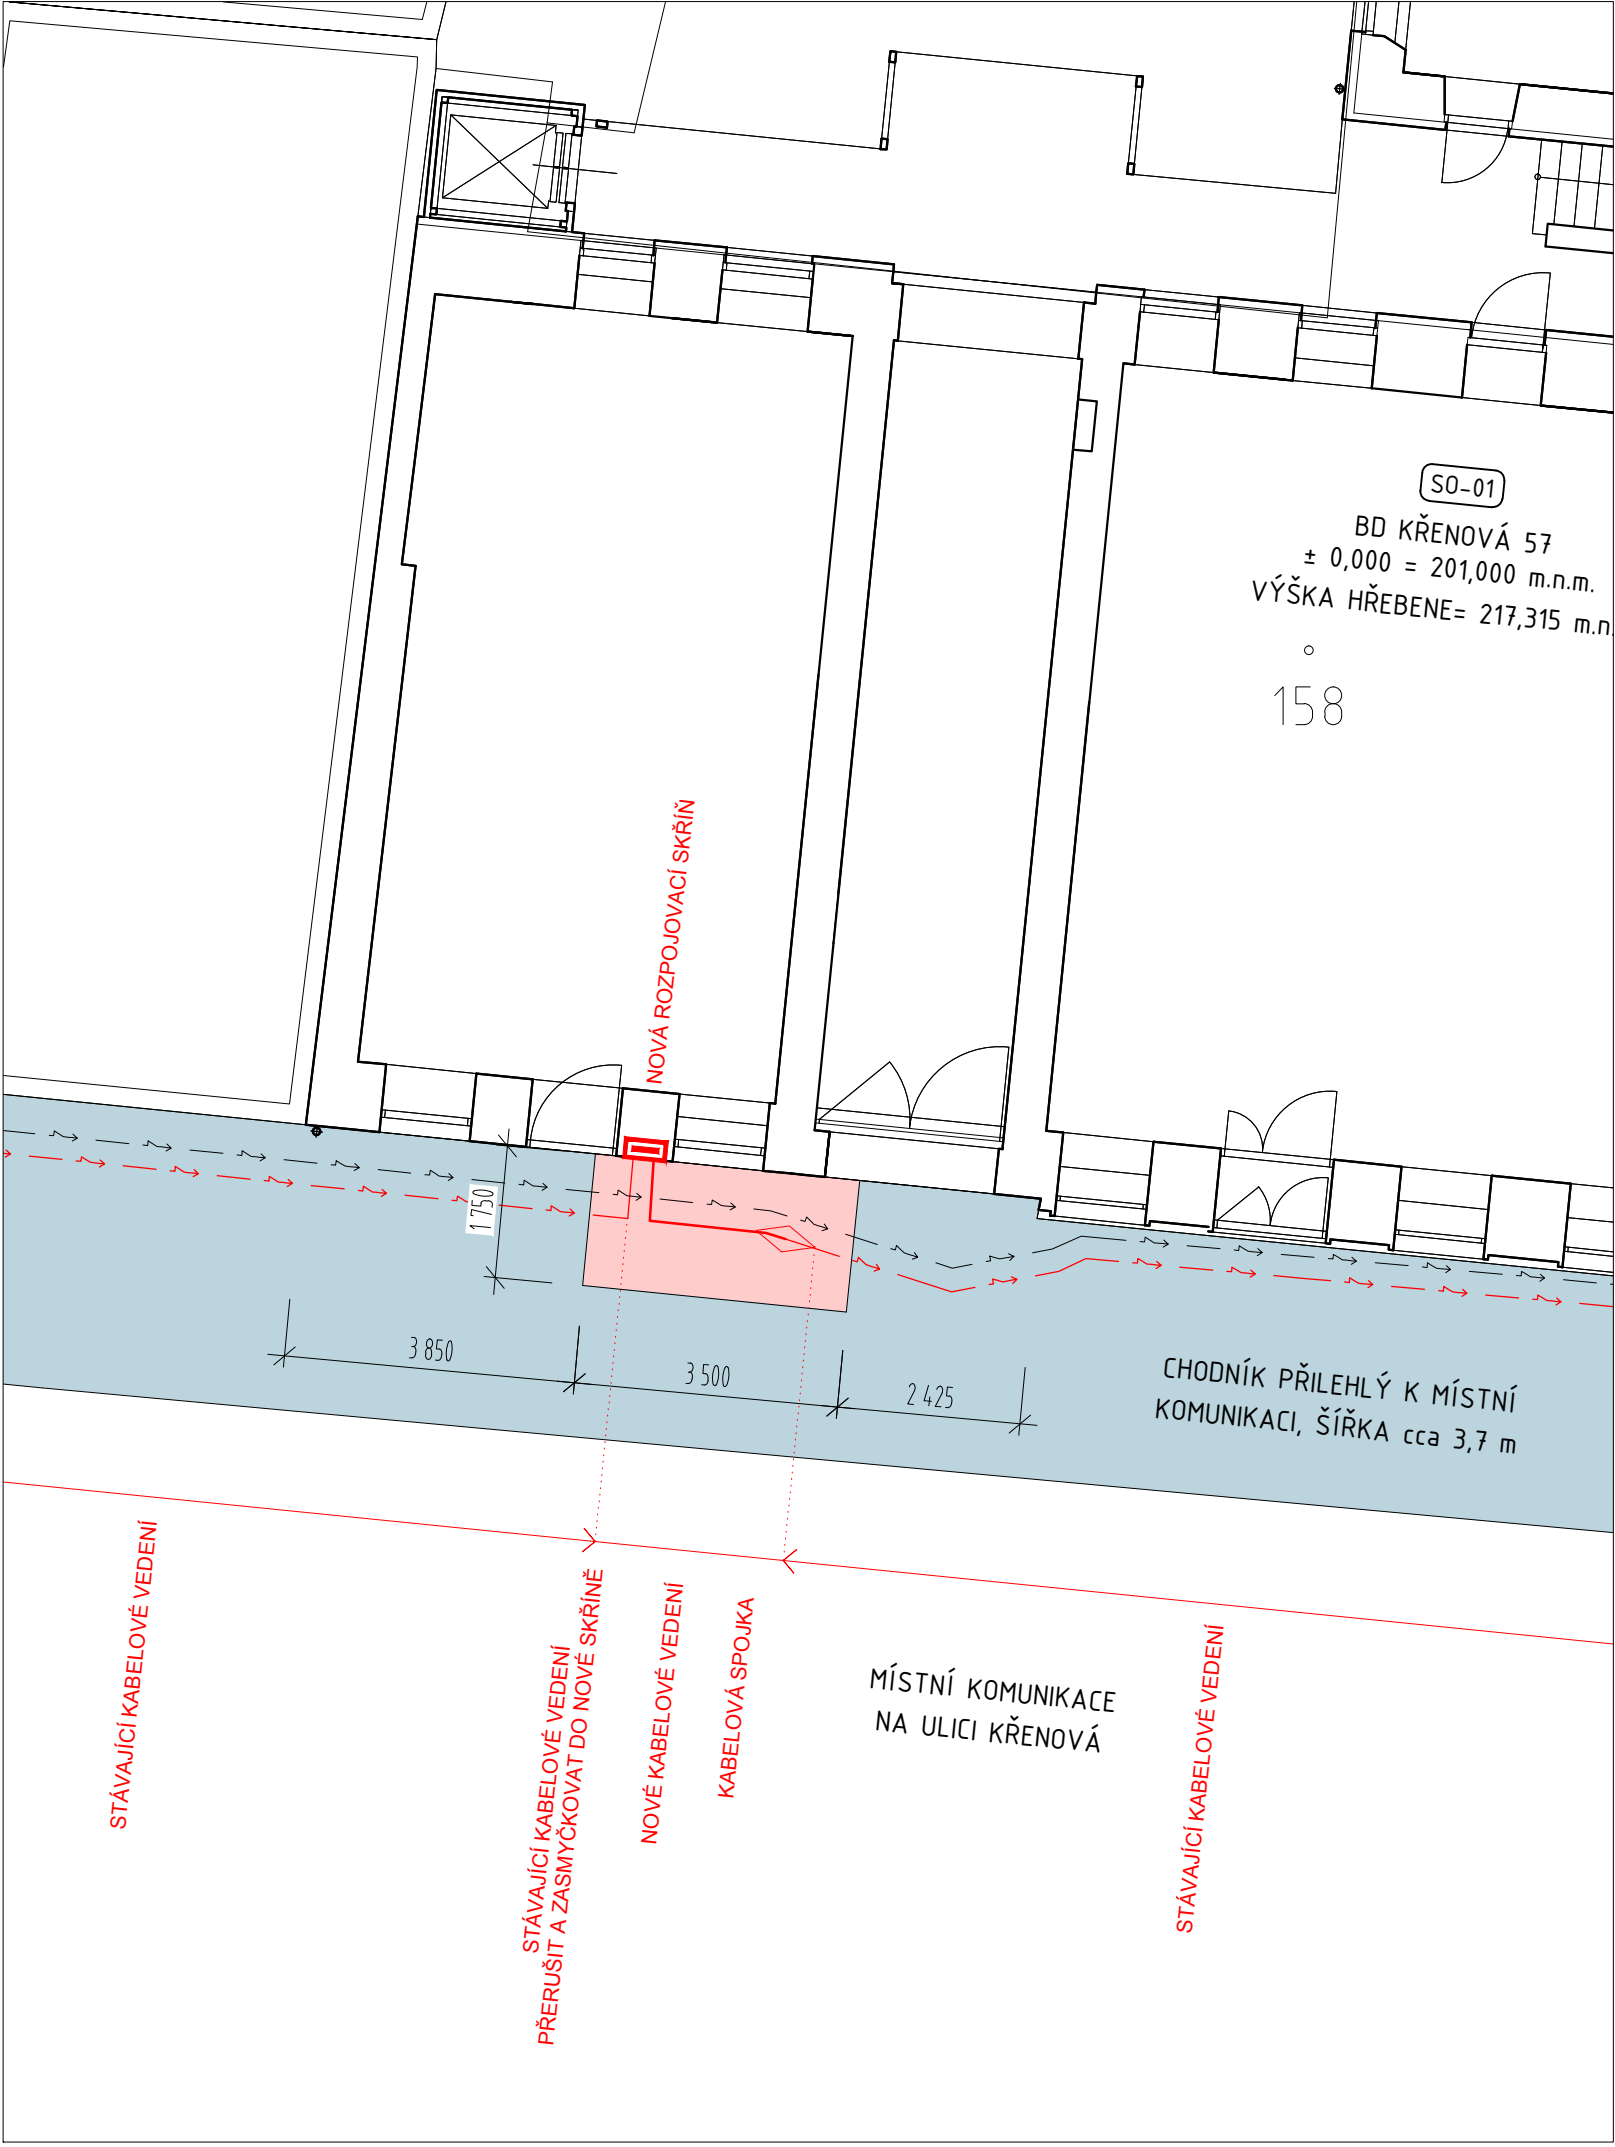 SO-01
BD KŘENOVÁ 57
± 0,000 = 201,000 m.n.m.
VÝŠKA HŘEBENE= 217,315 m.n.
158
NOVÁ ROZPOJOVACÍ SKŘÍŇ
1 750
3 850
3 500
2 425
CHODNÍK PŘILEHLÝ K MÍSTNÍ
KOMUNIKACI, ŠÍŘKA cca 3,7 m
STÁVAJÍCÍ KABELOVÉ VEDENÍ
STÁVAJÍCÍ KABELOVÉ VEDENÍ
PŘERUŠIT A ZASMYČKOVAT DO NOVÉ SKŘÍNĚ
NOVÉ KABELOVÉ VEDENÍ
KABELOVÁ SPOJKA
MÍSTNÍ KOMUNIKACE
NA ULICI KŘENOVÁ
STÁVAJÍCÍ KABELOVÉ VEDENÍ